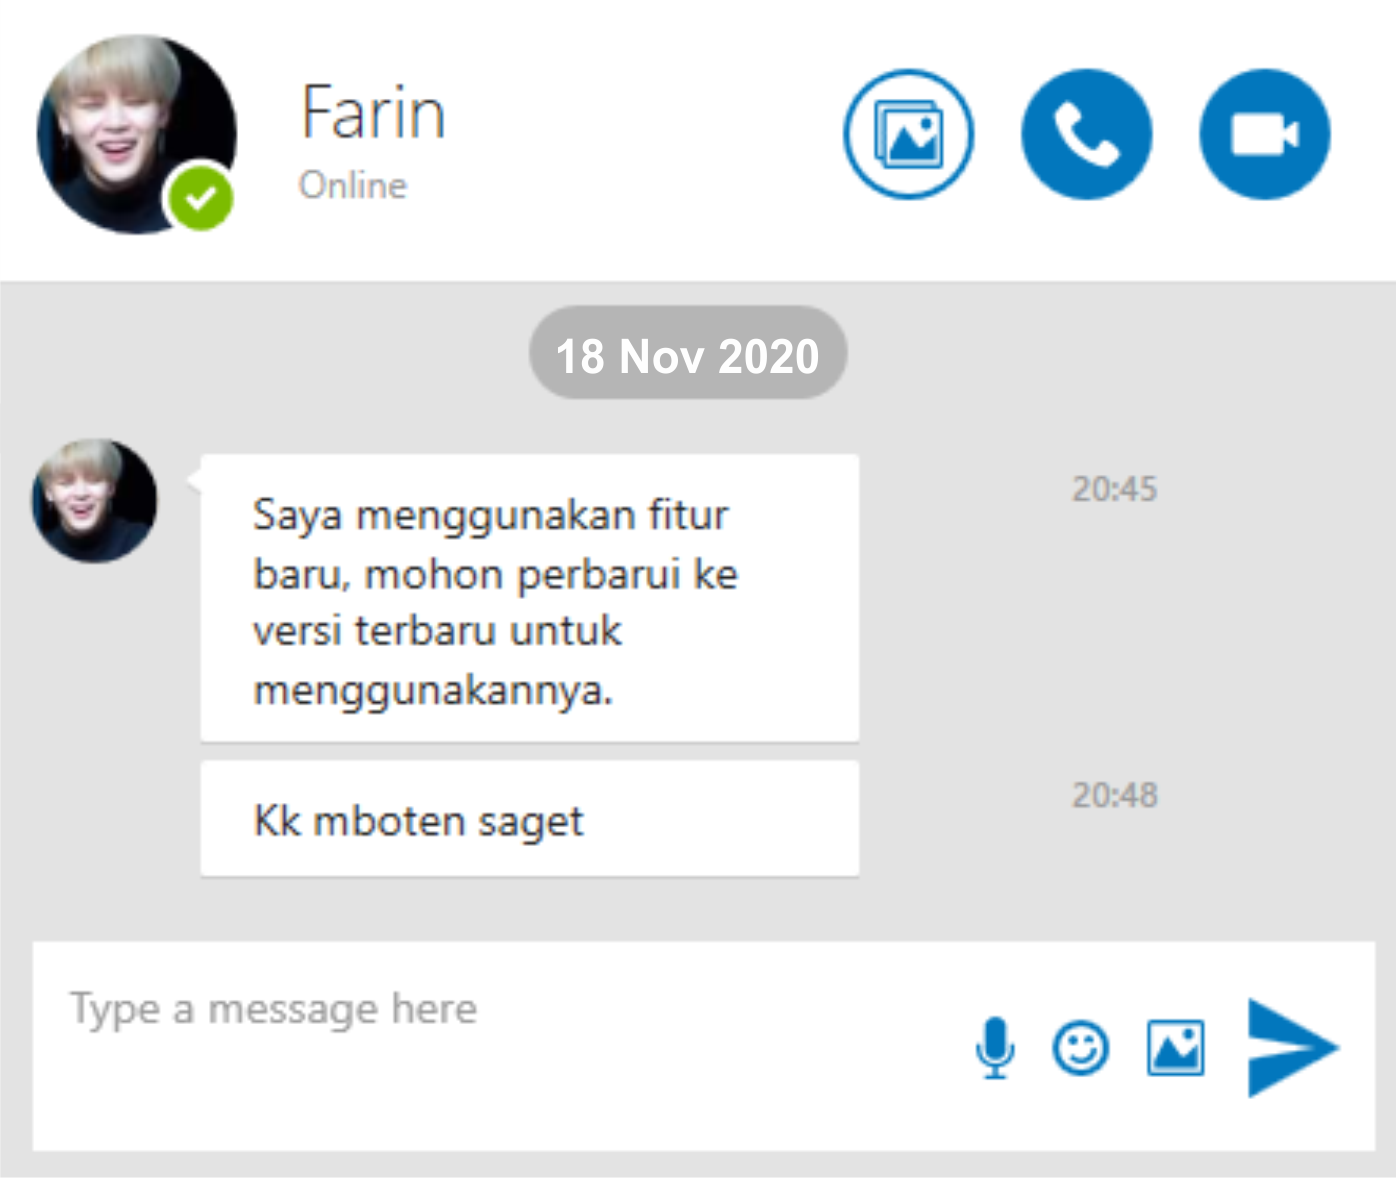 Farin
Online
18 Nov 2020
Saya menggunakan fitur
baru, mohon perbarui ke
versi terbaru untuk
menggunakannya.
20:45
Kk mboten saget
20:48
Type a message here